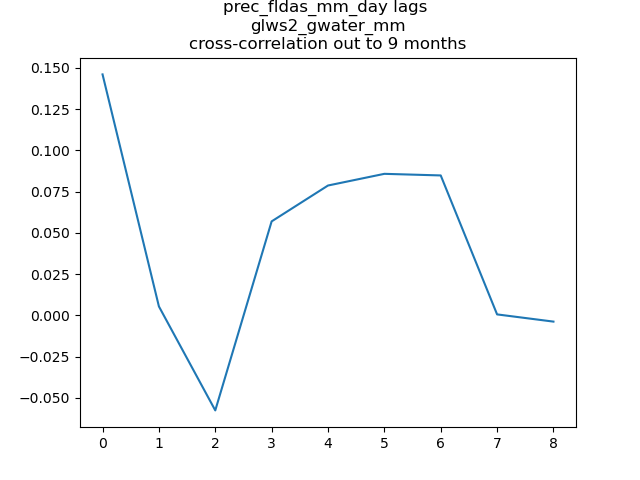 prec_fldas_mm_day lags
glws2_gwater_mm
cross-correlation out to 9 months
0.150
0.125
0.100
0.075
0.050
0.025
0.000
−0.025
−0.050
0 1 2 3 4 5 6 7 8